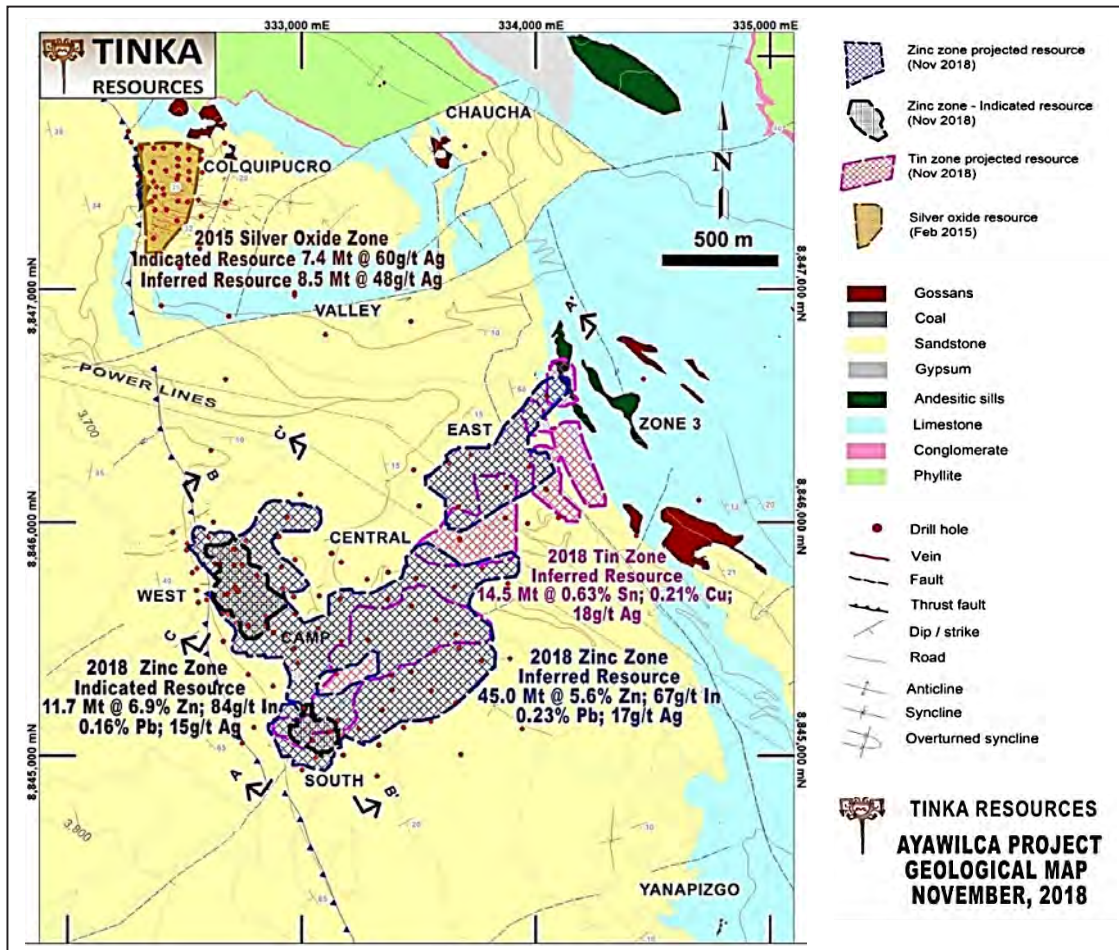 333,000 mE
334,000 mE
335,000 mE
TINKA
RESOURCES
CHAUCHA
COLQUIPUCRO
N
500 m
2015 Silver Oxide Zone
Indicated Resource 7.4 Mt @ 60g/t Ag
Inferred Resource 8.5 Mt @ 48g/t Ag
8,847,000 mN
8,847,000 mN
VALLEY
A'
POWER LINES
3,700
EAST
ZONE 3
C'
B
8,846,000 mN
8,846,000 mN
CENTRAL
2018 Tin Zone
Inferred Resource
14.5 Mt @ 0.63% Sn; 0.21% Cu;
18g/t Ag
WEST
C
CAMP
2018 Zinc Zone
Indicated Resource
11.7 Mt @ 6.9% Zn; 84g/t In
0.16% Pb; 15g/t Ag
2018 Zinc Zone
Inferred Resource
45.0 Mt @ 5.6% Zn; 67g/t In
0.23% Pb; 17g/t Ag
8,845,000 mN
8,845,000 mN
SOUTH
A
B'
3,800
YANAPIZGO
Zinc zone projected resource
(Nov 2018)
Zinc zone - Indicated resource
(Nov 2018)
Tin zone projected resource
(Nov 2018)
Silver oxide resource
(Feb 2015)
Gossans
Coal
Sandstone
Gypsum
Andesitic sills
Limestone
Conglomerate
Phyllite
Drill hole
Vein
Fault
Thrust fault
Dip / strike
Road
Anticline
Syncline
Overturned syncline
TINKA RESOURCES
AYAWILCA PROJECT
GEOLOGICAL MAP
NOVEMBER, 2018